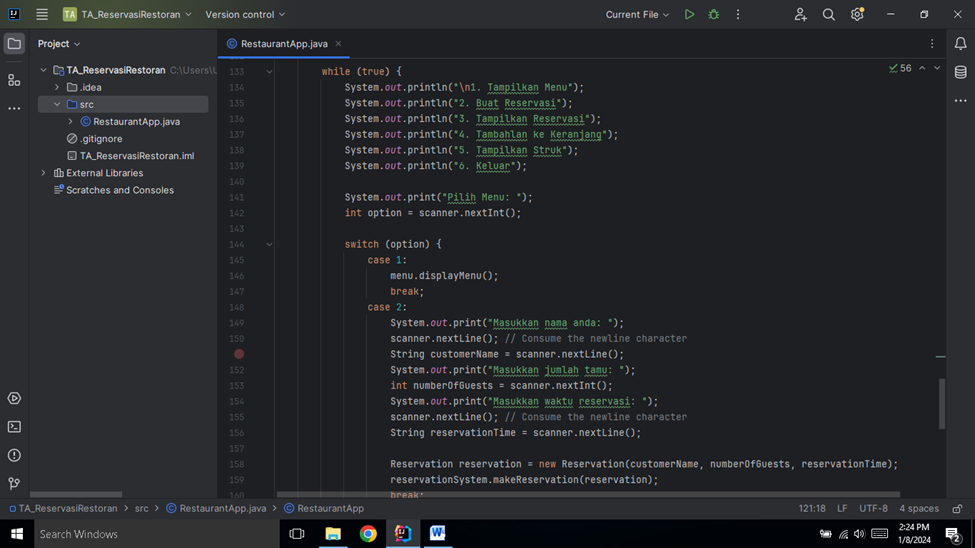 TA TA_ReservasiRestoran Version control Current File
Project
RestaurantApp.java
TA_ReservasiRestoran C:\Users\U
.idea
src
RestaurantApp.java
.gitignore
TA_ReservasiRestoran.iml
External Libraries
Scratches and Consoles
56
133 while (true) {
134 System.out.println("\n1. Tampilkan Menu");
135 System.out.println("2. Buat Reservasi");
136 System.out.println("3. Tampilkan Reservasi");
137 System.out.println("4. Tambahlan ke Keranjang");
138 System.out.println("5. Tampilkan Struk");
139 System.out.println("6. Keluar");
140
141 System.out.print("Pilih Menu: ");
142 int option = scanner.nextInt();
143
144 switch (option) {
145 case 1:
146 menu.displayMenu();
147 break;
148 case 2:
149 System.out.print("Masukkan nama anda: ");
150 scanner.nextLine(); // Consume the newline character
String customerName = scanner.nextLine();
152 System.out.print("Masukkan jumlah tamu: ");
153 int numberOfGuests = scanner.nextInt();
154 System.out.print("Masukkan waktu reservasi: ");
155 scanner.nextLine(); // Consume the newline character
156 String reservationTime = scanner.nextLine();
157
158 Reservation reservation = new Reservation(customerName, numberOfGuests, reservationTime);
159 reservationSystem.makeReservation(reservation);
160 break;
TA_ReservasiRestoran src RestaurantApp.java RestaurantApp 121:18 LF UTF-8 4 spaces
Search Windows
2:24 PM
1/8/2024
2